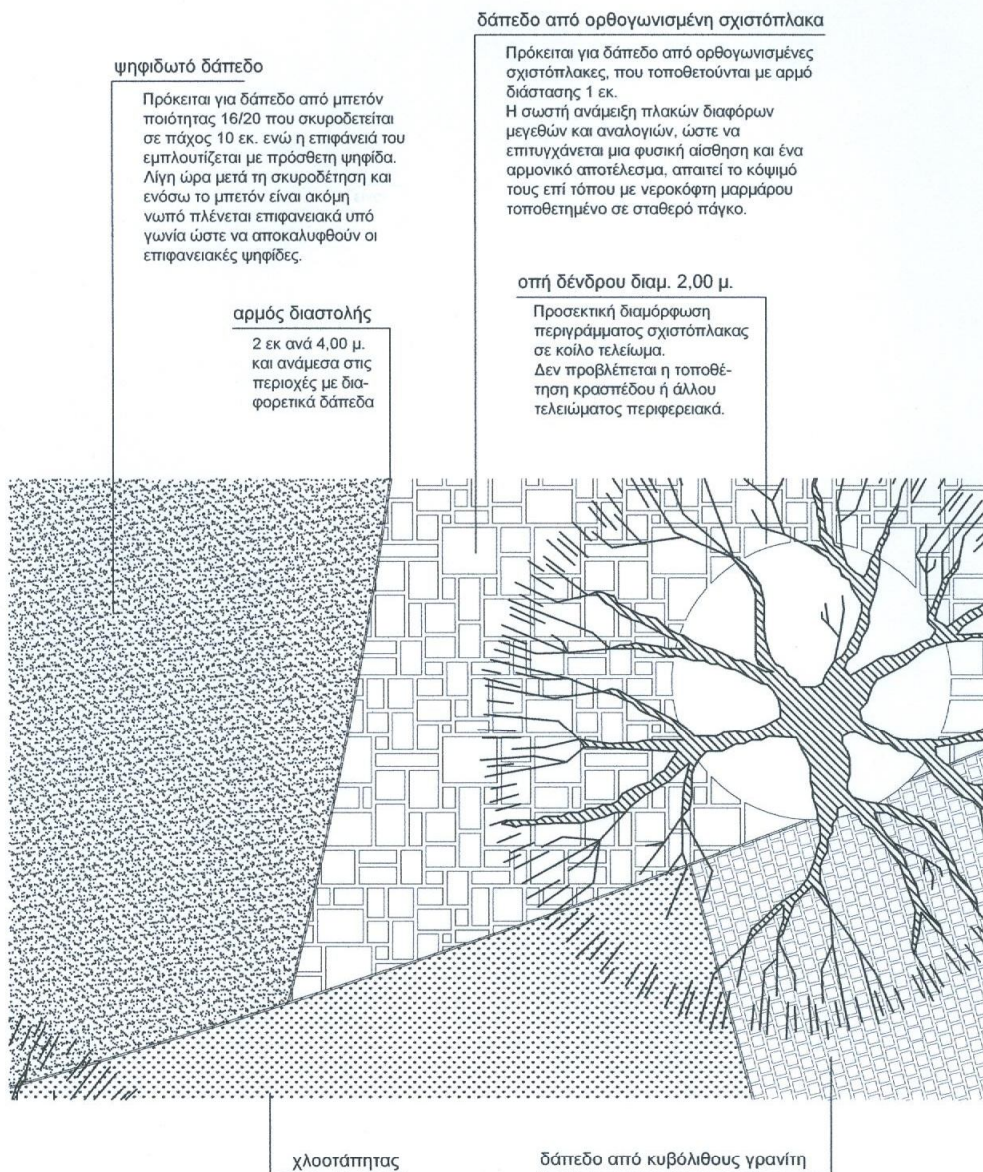 δάπεδο από ορθογωνισμένη σχιστόπλακα
Πρόκειται για δάπεδο από ορθογωνισμένες
σχιστόπλακες, που τοποθετούνται με αρμό
διάστασης 1 εκ.
Η σωστή ανάμειξη πλακών διαφόρων
μεγεθών και αναλογιών, ώστε να
επιτυγχάνεται μια φυσική αίσθηση και ένα
αρμονικό αποτέλεσμα, απαιτεί το κόψιμό
τους επί τόπου με νεροκόφτη μαρμάρου
τοποθετημένο σε σταθερό πάγκο.
ψηφιδωτό δάπεδο
Πρόκειται για δάπεδο από μπετόν
ποιότητας 16/20 που σκυροδετείται
σε πάχος 10 εκ. ενώ η επιφάνειά του
εμπλουτίζεται με πρόσθετη ψηφίδα.
Λίγη ώρα μετά τη σκυροδέτηση και
ενόσω το μπετόν είναι ακόμη
νωπό πλένεται επιφανειακά υπό
γωνία ώστε να αποκαλυφθούν οι
επιφανειακές ψηφίδες.
αρμός διαστολής
2 εκ ανά 4,00 μ.
και ανάμεσα στις
περιοχές με δια-
φορετικά δάπεδα
οπή δένδρου διαμ. 2,00 μ.
Προσεκτική διαμόρφωση
περιγράμματος σχιστόπλακας
σε κοίλο τελείωμα.
Δεν προβλέπεται η τοποθέ-
τηση κρασπέδου ή άλλου
τελειώματος περιφερειακά.
χλοοτάπητας
δάπεδο από κυβόλιθους γρανίτη